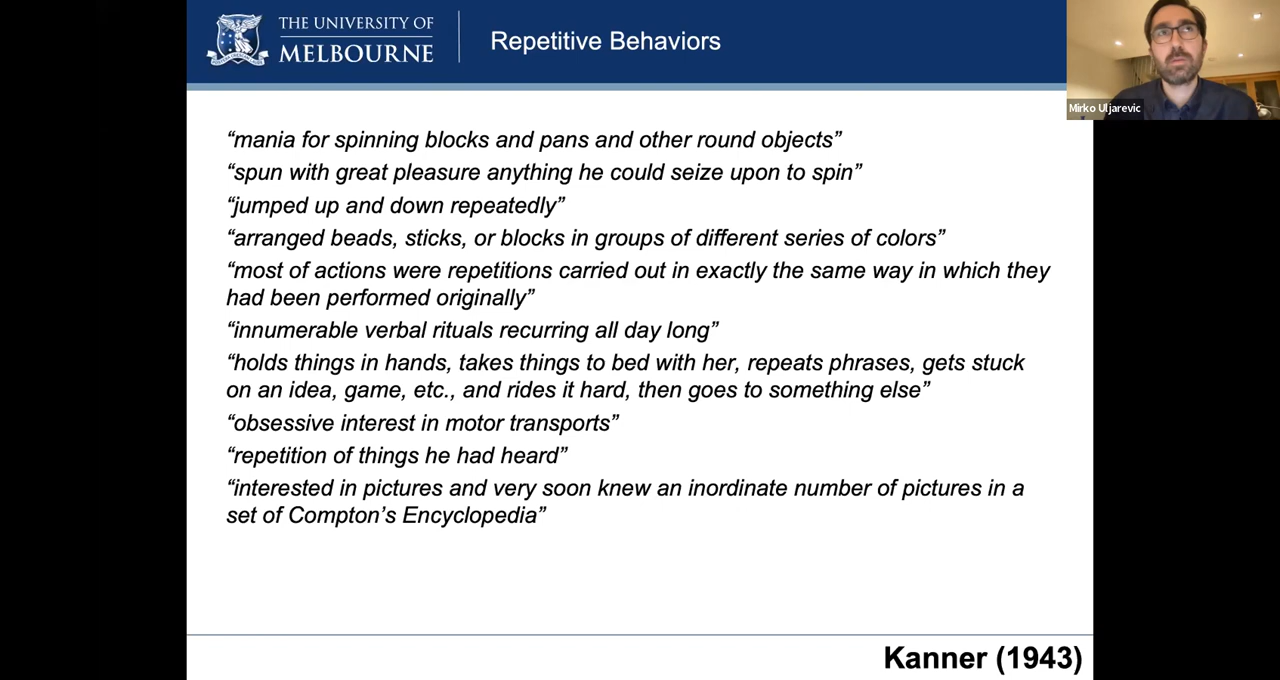 THE UNIVERSITY OF
MELBOURNE
Repetitive Behaviors
Mirko Uljarevic
“mania for spinning blocks and pans and other round objects”
“spun with great pleasure anything he could seize upon to spin”
“jumped up and down repeatedly”
“arranged beads, sticks, or blocks in groups of different series of colors”
“most of actions were repetitions carried out in exactly the same way in which they
had been performed originally”
“innumerable verbal rituals recurring all day long”
“holds things in hands, takes things to bed with her, repeats phrases, gets stuck
on an idea, game, etc., and rides it hard, then goes to something else”
“obsessive interest in motor transports”
“repetition of things he had heard”
“interested in pictures and very soon knew an inordinate number of pictures in a
set of Compton’s Encyclopedia”
Kanner (1943)